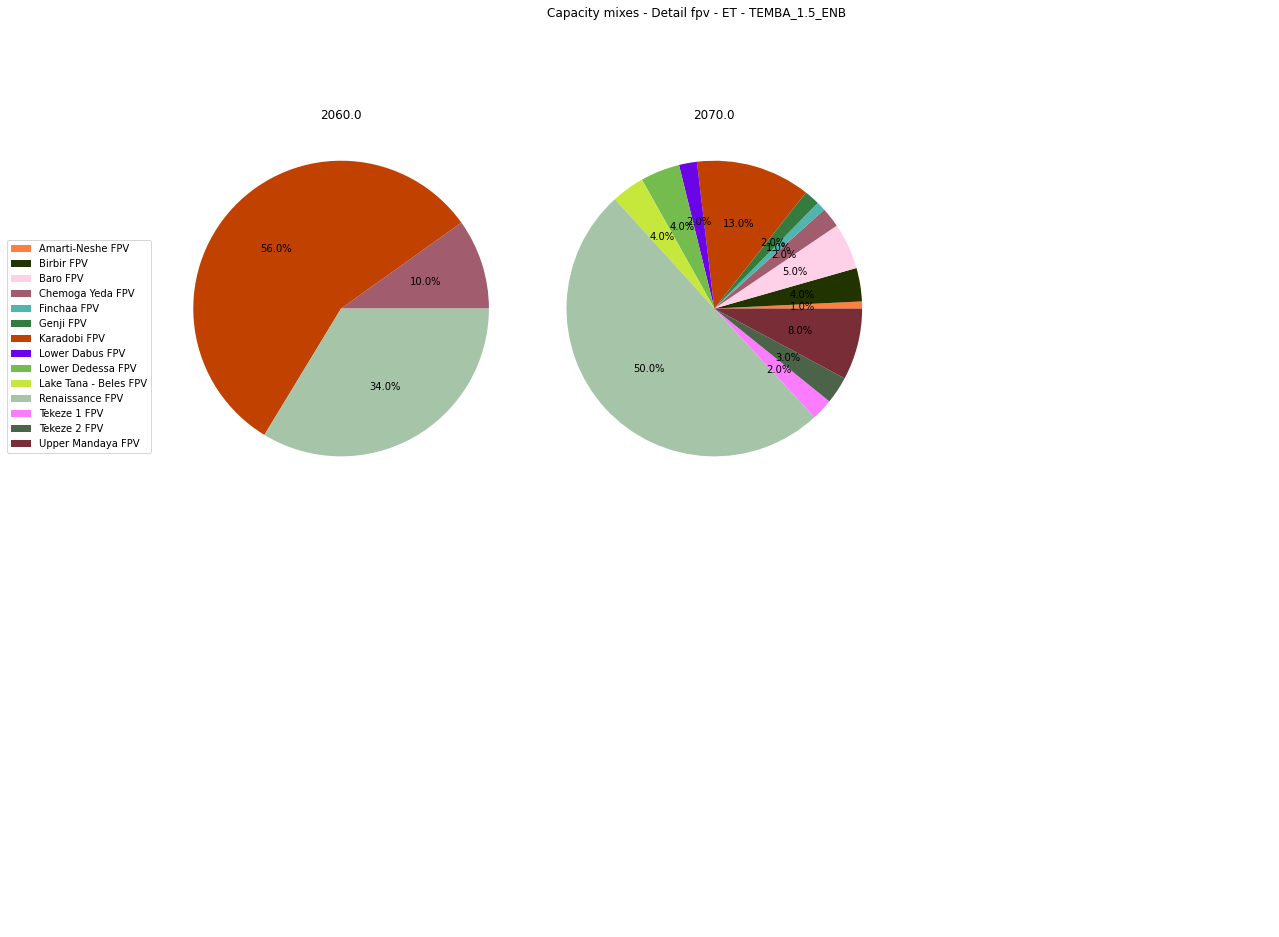 Capacity mixes - Detail fpv - ET - TEMBA_1.5_ENB
2060.0
2070.0
Amarti-Neshe FPV
Birbir FPV
Baro FPV
Chemoga Yeda FPV
Finchaa FPV
Genji FPV
Karadobi FPV
Lower Dabus FPV
Lower Dedessa FPV
Lake Tana - Beles FPV
Renaissance FPV
Tekeze 1 FPV
Tekeze 2 FPV
Upper Mandaya FPV
56.0%
10.0%
34.0%
13.0%
2.0%
4.0%
4.0%
2.0%
1.0%
2.0%
5.0%
4.0%
1.0%
8.0%
3.0%
2.0%
50.0%